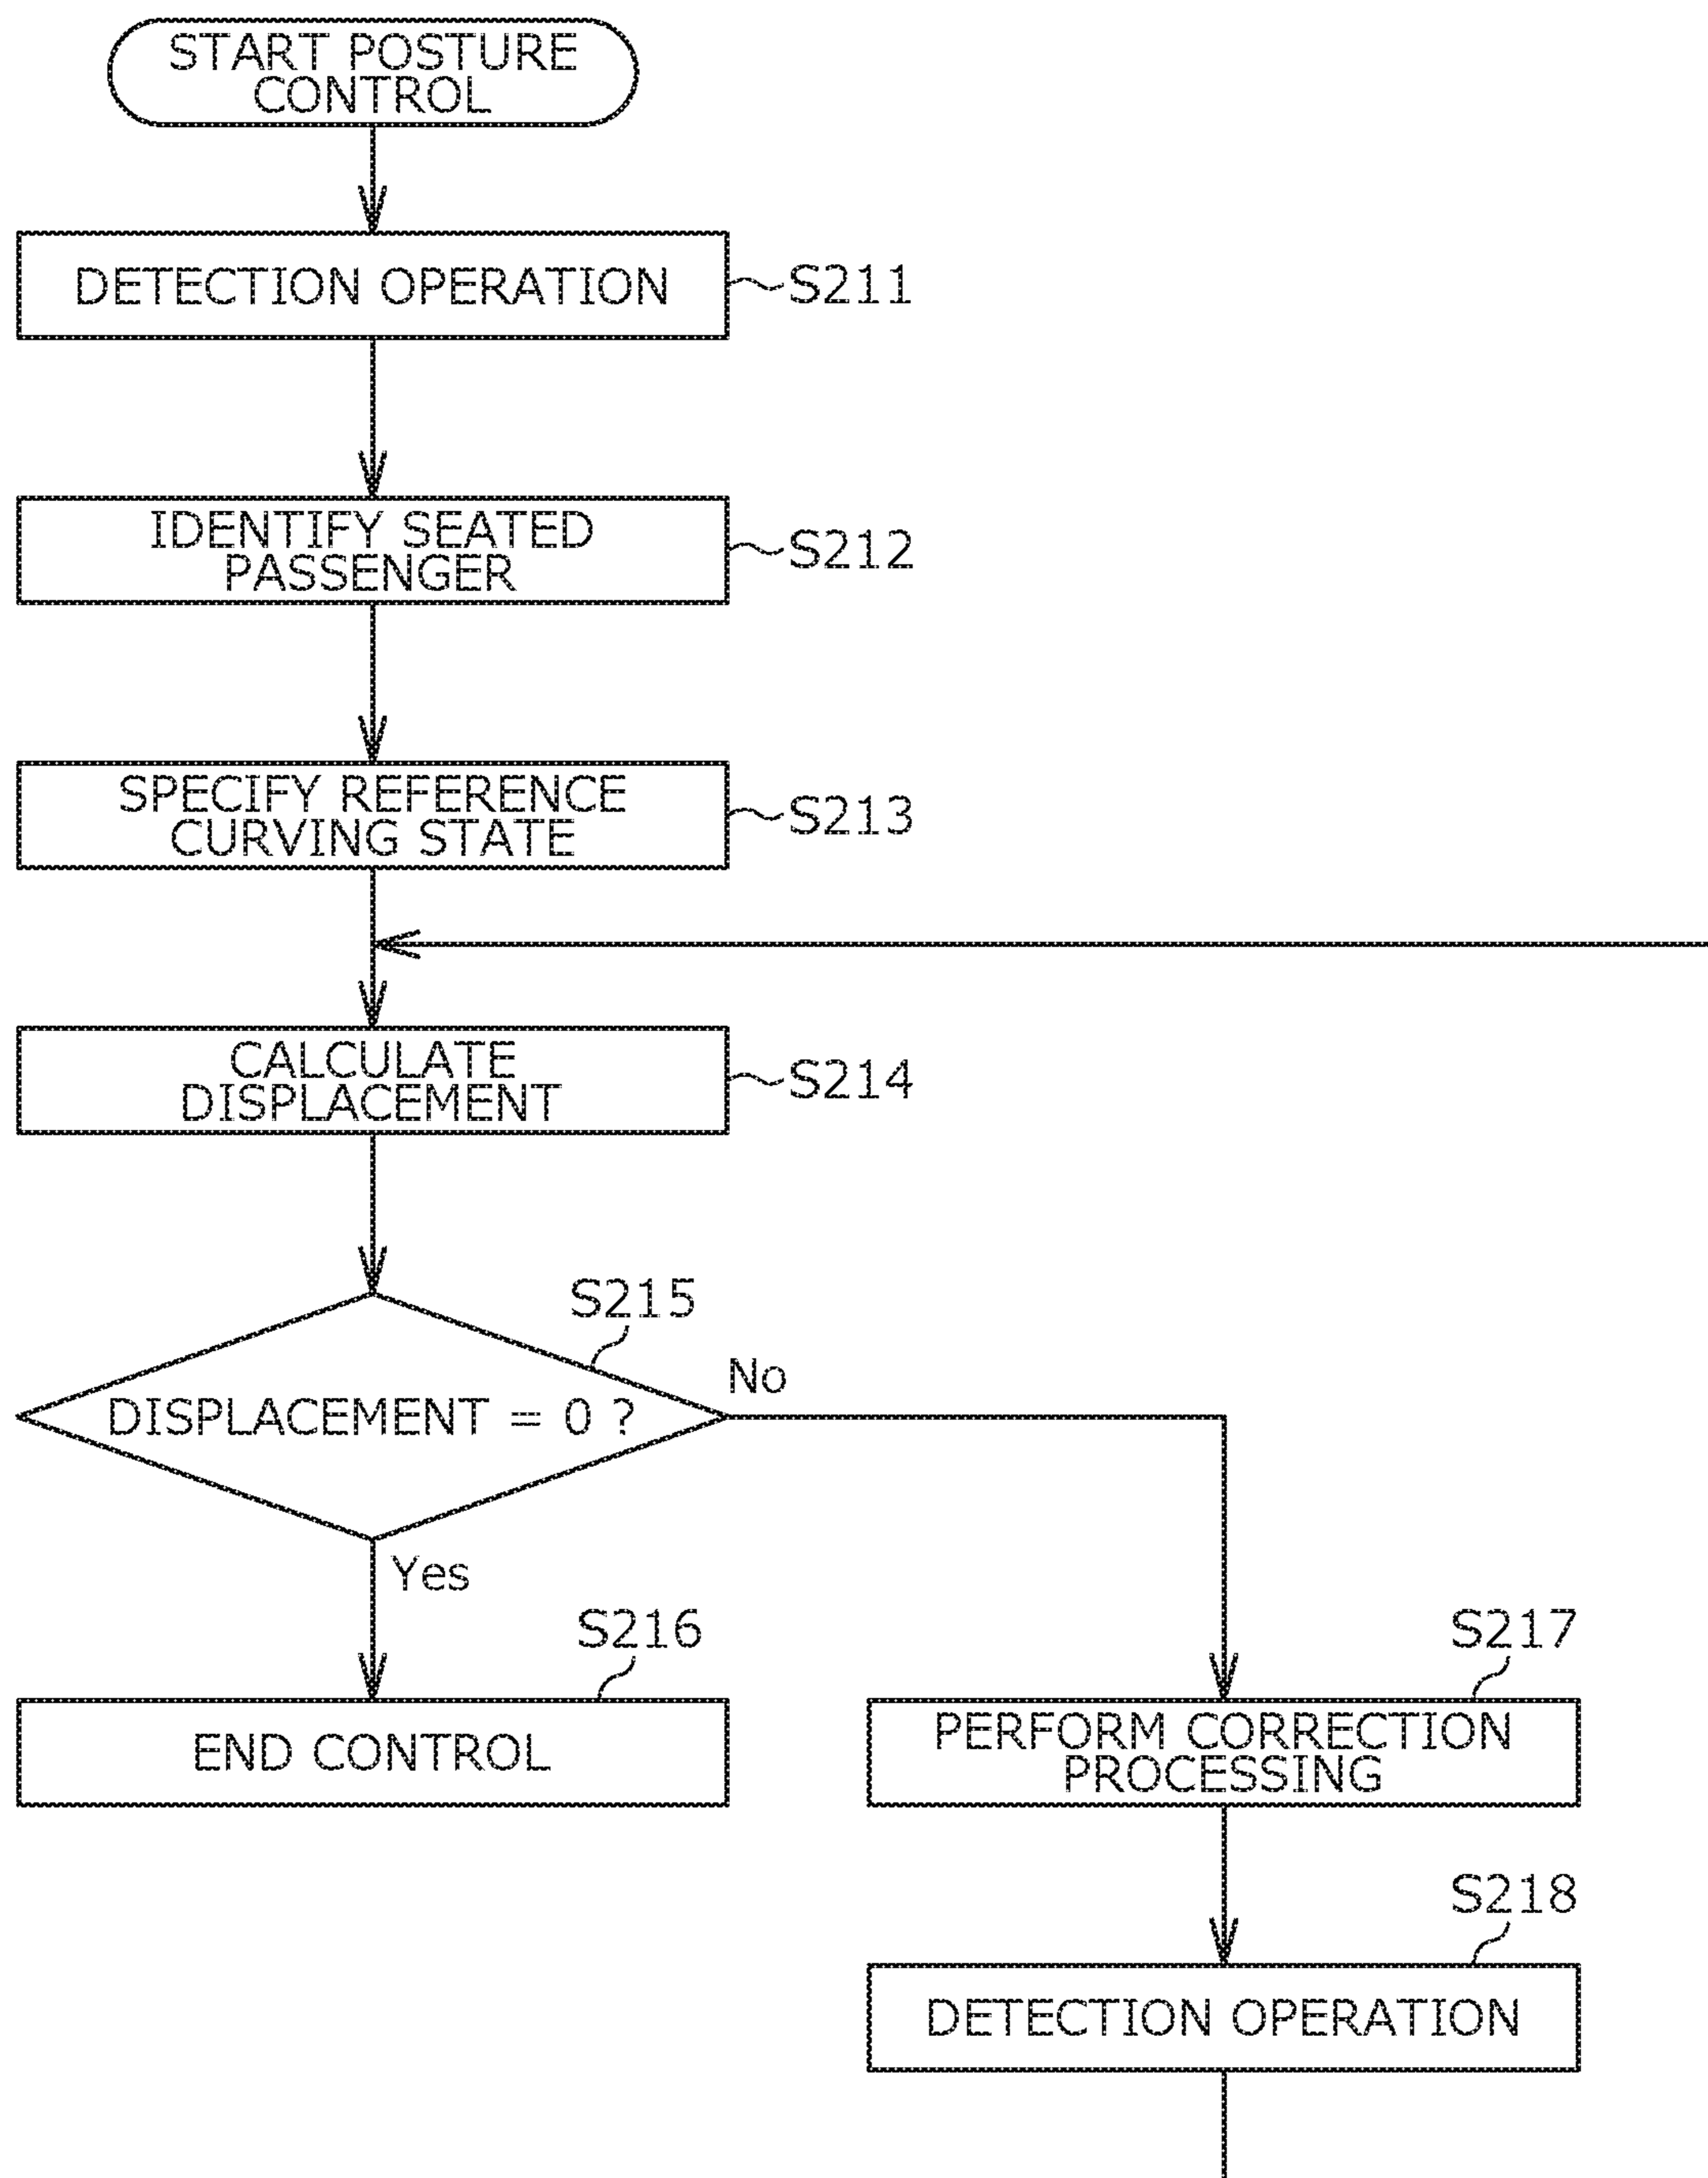 START POSTURE
CONTROL
DETECTION OPERATION
S211
IDENTIFY SEATED
PASSENGER
S212
SPECIFY REFERENCE
CURVING STATE
S213
CALCULATE
DISPLACEMENT
S214
S215
DISPLACEMENT = 0 ?
No
Yes
S216
END CONTROL
S217
PERFORM CORRECTION
PROCESSING
S218
DETECTION OPERATION